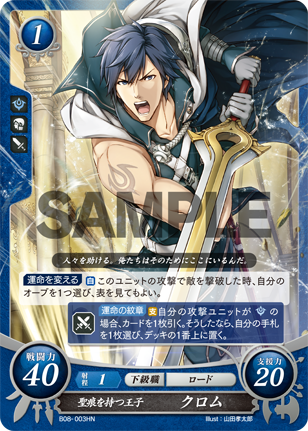 1
SAMPLE
人々を助ける。俺たちはそのためにここにいるんだ。
運命を変える 自 このユニットの攻撃で敵を撃破した時、自分の
オーブを1つ選び、表を見てもよい。
運命の紋章 支 自分の攻撃ユニットが
の場合、カードを1枚引く。そうしたなら、自分の手札
を1枚選び、デッキの1番上に置く。
戦闘力 40
射程 1 下級職 ロード
支援力 20
聖痕を持つ王子 クロム
B08-003HN Illust:山田孝太郎